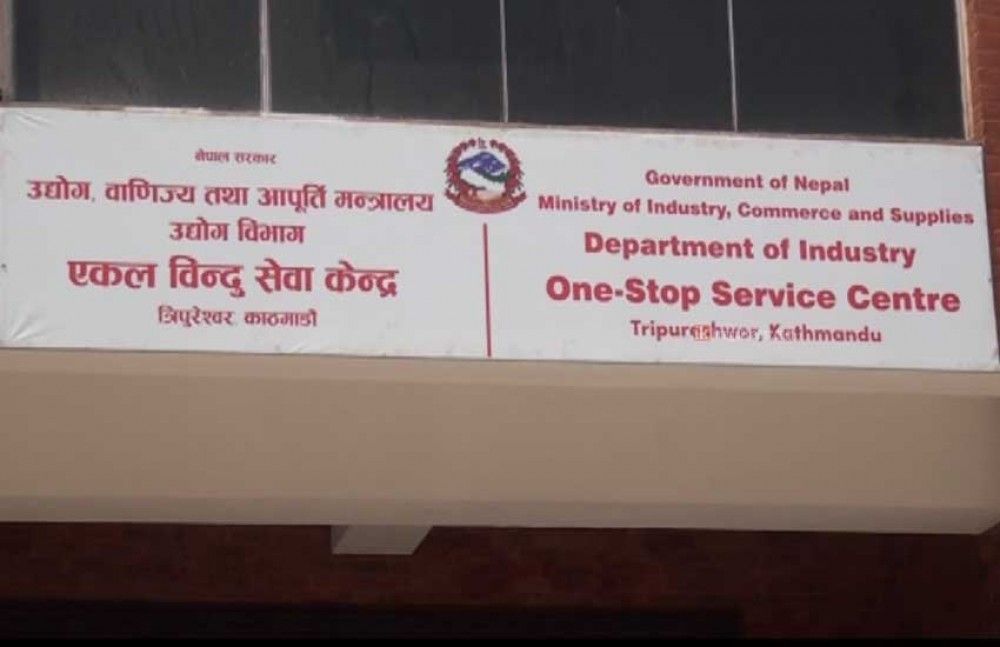 नेपाल सरकार
उद्योग, वाणिज्य तथा आपूर्ति मन्त्रालय
उद्योग विभाग
एकल विन्दु सेवा केन्द्र
त्रिपुरेश्वर, काठमाडौं
Government of Nepal
Ministry of Industry, Commerce and Supplies
Department of Industry
One-Stop Service Centre
Tripureshwor, Kathmandu